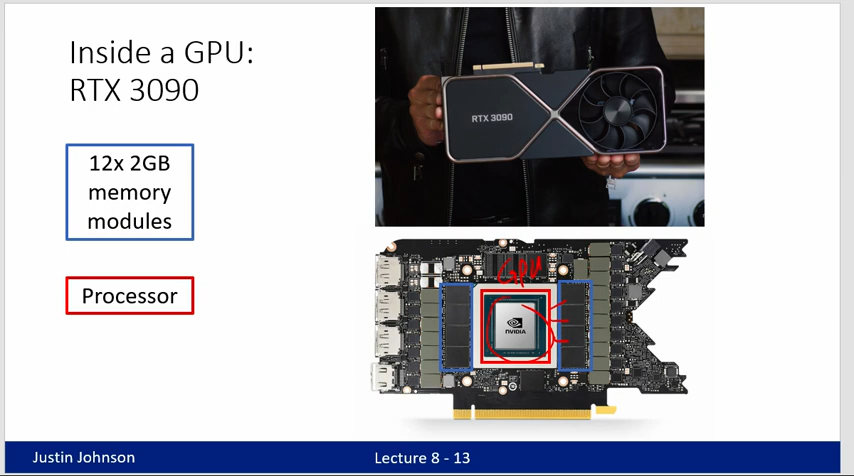 Inside a GPU:
RTX 3090
RTX 3090
12x 2GB
memory
modules
GPU
Processor
NVIDIA
Justin Johnson
Lecture 8 - 13